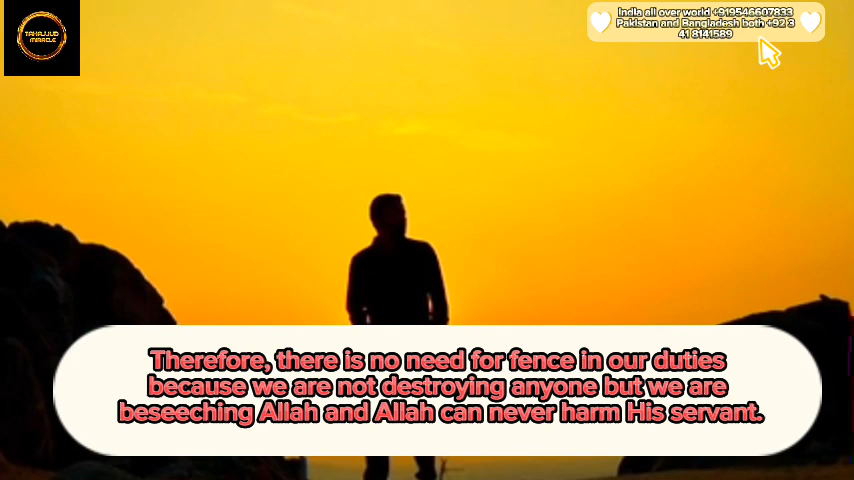 TAHAJJUD
MIRACLE
India all over world +919546607833
Pakistan and Bangladesh both +92 3
41 8141589
Therefore, there is no need for fence in our duties
because we are not destroying anyone but we are
beseeching Allah and Allah can never harm His servant.